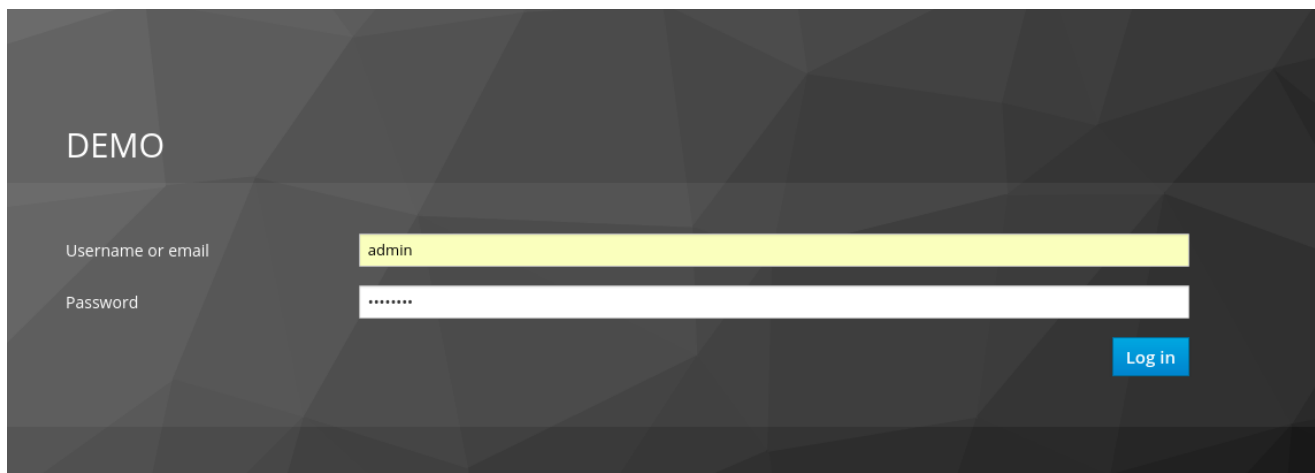 DEMO
Username or email admin
Password ••••••••
Log in